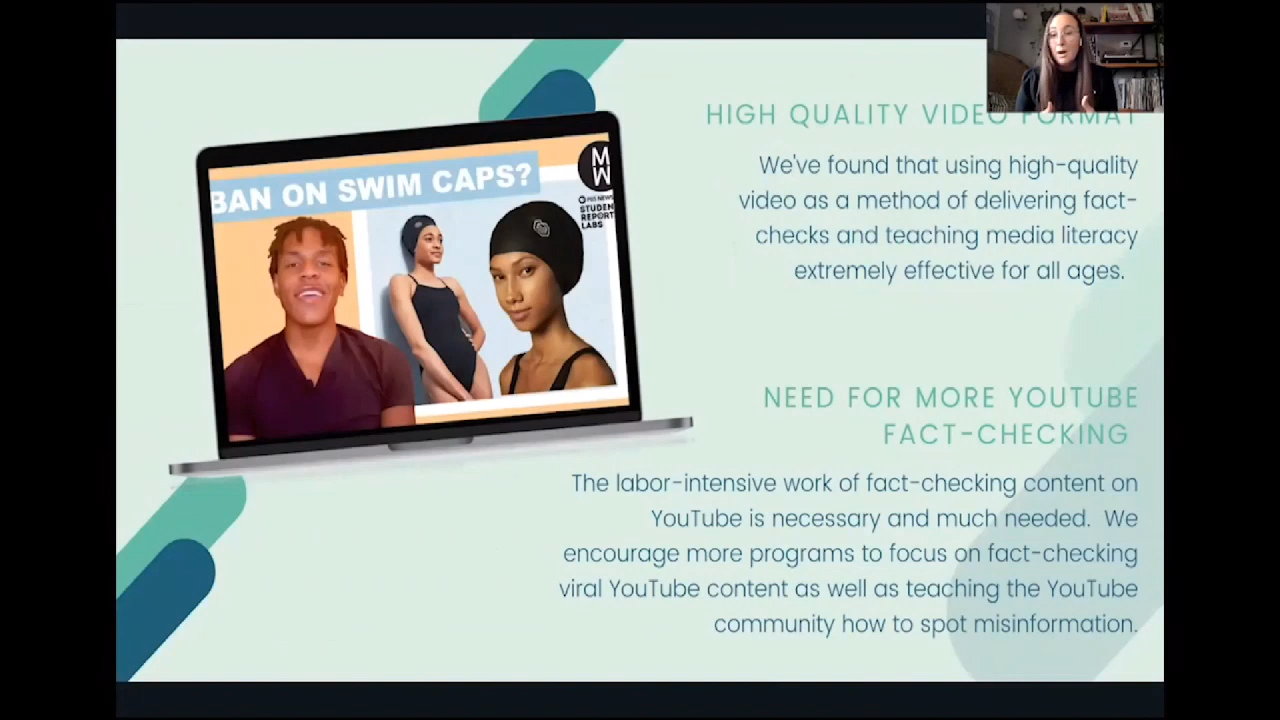 HIGH QUALITY VIDEO FORMAT
We've found that using high-quality
video as a method of delivering fact-
checks and teaching media literacy
extremely effective for all ages.
BAN ON SWIM CAPS?
M
W
PBS NEWS
STUDENT
REPORT
LABS
NEED FOR MORE YOUTUBE
FACT-CHECKING
The labor-intensive work of fact-checking content on
YouTube is necessary and much needed. We
encourage more programs to focus on fact-checking
viral YouTube content as well as teaching the YouTube
community how to spot misinformation.